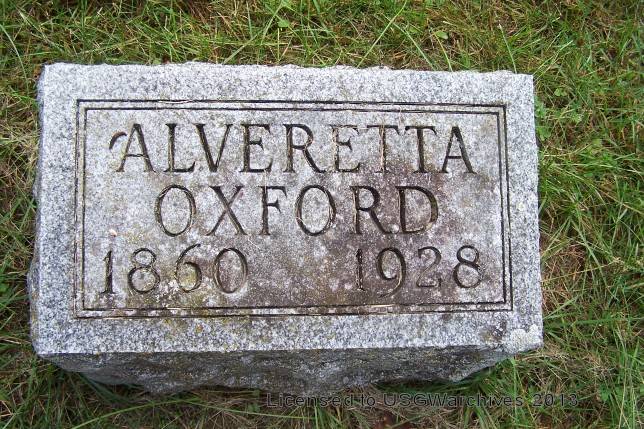 ALVERETTA
OXFORD
1860 1928
Licensed to USGWarchives 2013